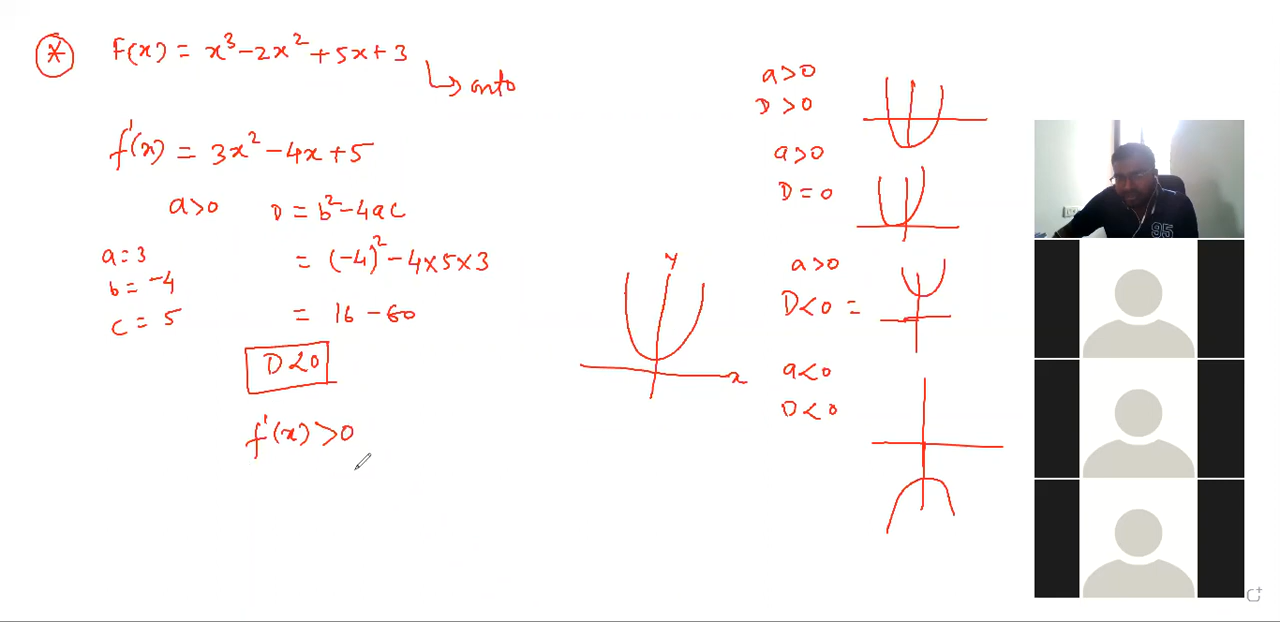 * F(x) = x³ - 2x² + 5x + 3
↳ onto
f'(x) = 3x² - 4x + 5
a>0 D = b² - 4ac
a = 3
b = -4
c = 5
= (-4)² - 4×5×3
= 16 - 60
D<0
f'(x) > 0
y
x
a>0
D>0
a>0
D=0
a>0
D<0 =
a<0
D<0
95